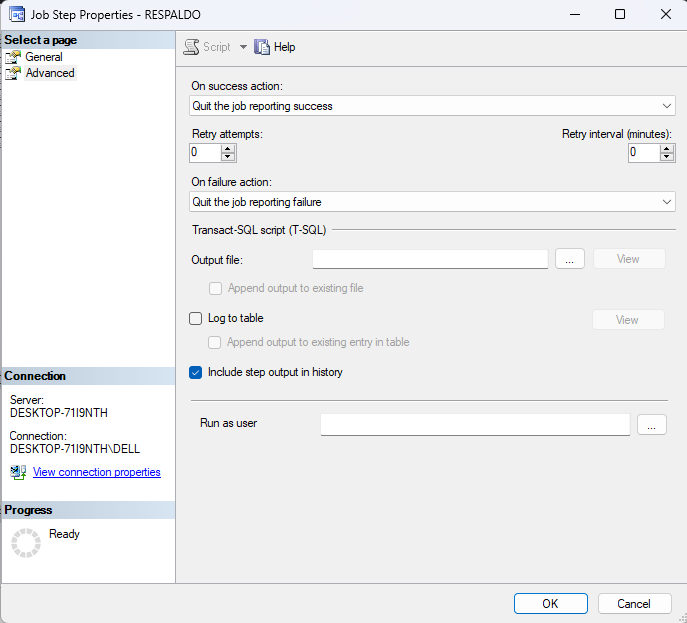 Job Step Properties - RESPALDO
Select a page
General
Advanced
Script
Help
On success action:
Quit the job reporting success
Retry attempts:
Retry interval (minutes):
0
0
On failure action:
Quit the job reporting failure
Transact-SQL script (T-SQL)
Output file:
...
View
Append output to existing file
Log to table
View
Append output to existing entry in table
Include step output in history
Run as user
...
Connection
Server:
DESKTOP-71I9NTH
Connection:
DESKTOP-71I9NTH\DELL
View connection properties
Progress
Ready
OK
Cancel